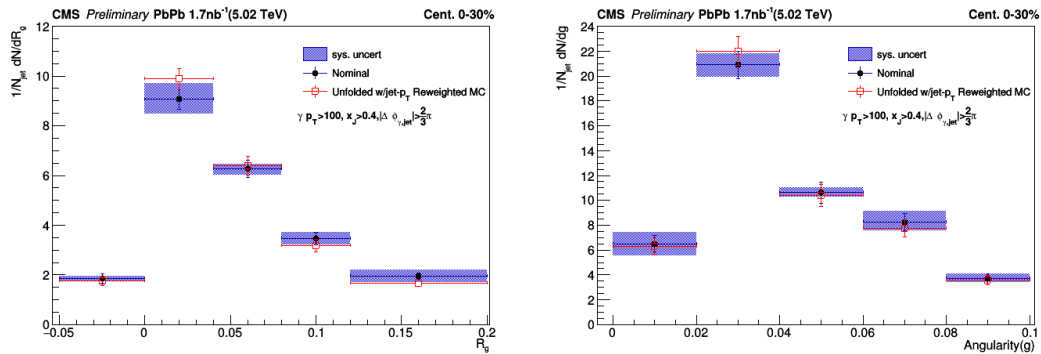 CMS Preliminary PbPb 1.7nb⁻¹(5.02 TeV) Cent. 0-30%
1/N_jet dN/dR_g
12
10
8
6
4
2
0
sys. uncert
Nominal
Unfolded w/jet-p_T Reweighted MC
γ p_T>100, x_J>0.4,|Δ ϕ_γ,jet|>2/3π
−0.05 0 0.05 0.1 0.15 0.2
R_g
CMS Preliminary PbPb 1.7nb⁻¹(5.02 TeV) Cent. 0-30%
1/N_jet dN/dg
24
22
20
18
16
14
12
10
8
6
4
2
0
sys. uncert
Nominal
Unfolded w/jet-p_T Reweighted MC
γ p_T>100, x_J>0.4,|Δ ϕ_γ,jet|>2/3π
0 0.02 0.04 0.06 0.08 0.1
Angularity(g)